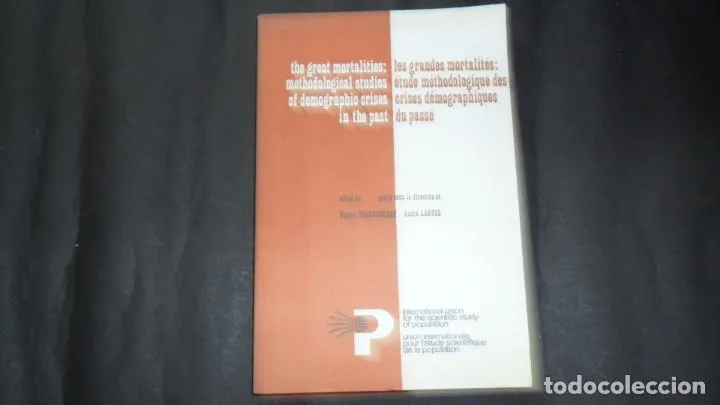 the great mortalities:
methodological studies
of demographic crises
in the past
les grandes mortalités:
étude méthodologique des
crises démographiques
du passé
edited by
publié sous la direction de
André
P
international union
for the scientific study
of population
union internationale
pour l'étude scientifique
de la population
todocoleccion